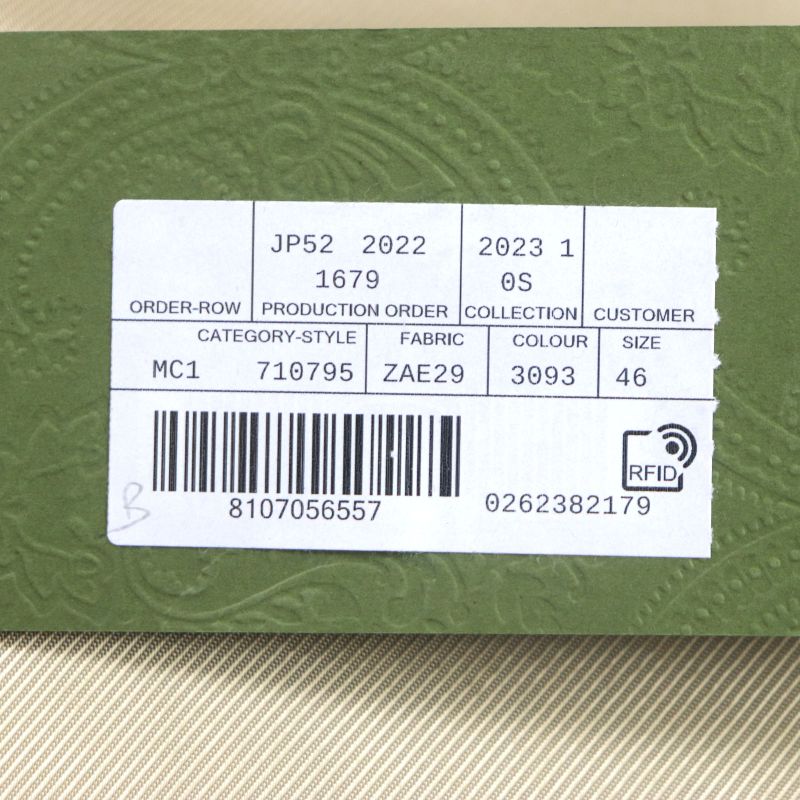 JP52 2022 2023 1
1679 0S
ORDER-ROW PRODUCTION ORDER COLLECTION CUSTOMER
CATEGORY-STYLE FABRIC COLOUR SIZE
MC1 710795 ZAE29 3093 46
RFID
8107056557 0262382179
B